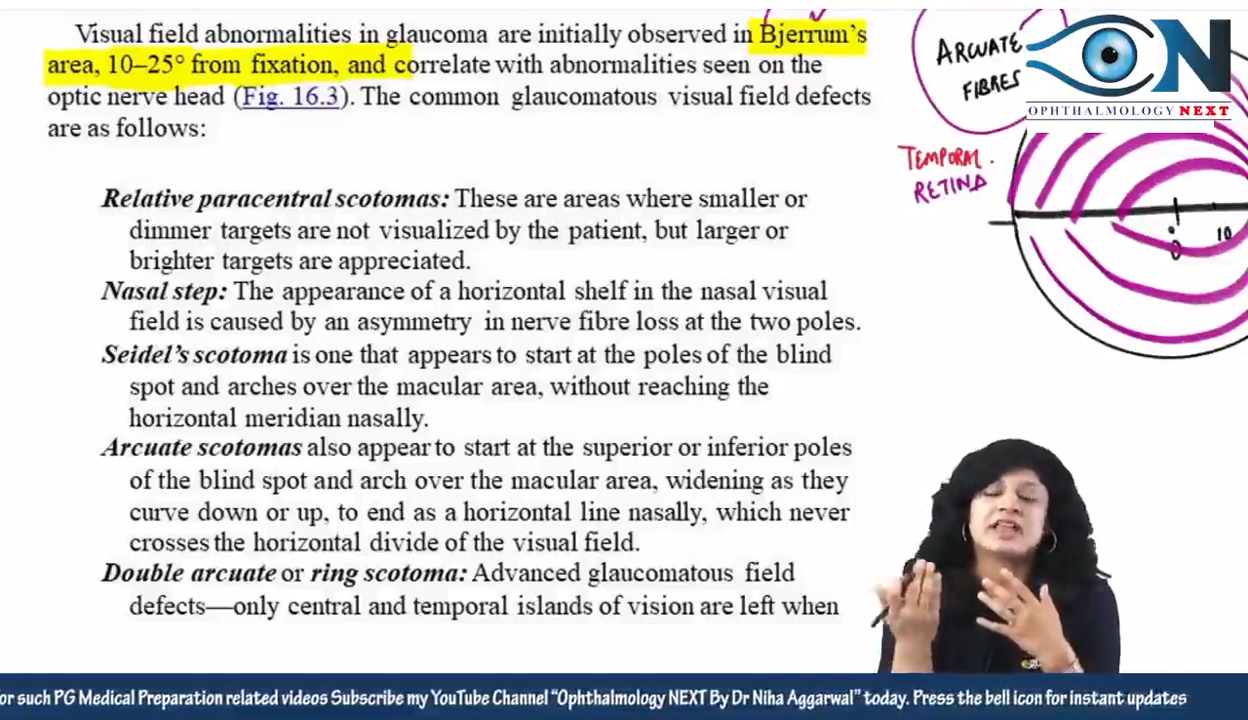 Visual field abnormalities in glaucoma are initially observed in Bjerrum's
area, 10–25° from fixation, and correlate with abnormalities seen on the
optic nerve head (Fig. 16.3). The common glaucomatous visual field defects
are as follows:
Relative paracentral scotomas: These are areas where smaller or
dimmer targets are not visualized by the patient, but larger or
brighter targets are appreciated.
Nasal step: The appearance of a horizontal shelf in the nasal visual
field is caused by an asymmetry in nerve fibre loss at the two poles.
Seidel's scotoma is one that appears to start at the poles of the blind
spot and arches over the macular area, without reaching the
horizontal meridian nasally.
Arcuate scotomas also appear to start at the superior or inferior poles
of the blind spot and arch over the macular area, widening as they
curve down or up, to end as a horizontal line nasally, which never
crosses the horizontal divide of the visual field.
Double arcuate or ring scotoma: Advanced glaucomatous field
defects—only central and temporal islands of vision are left when
ARCUATE
FIBRES
ON
OPHTHALMOLOGY NEXT
TEMPORAL.
RETINA
0
10
or such PG Medical Preparation related videos Subscribe my YouTube Channel "Ophthalmology NEXT By Dr Niha Aggarwal" today. Press the bell icon for instant updates